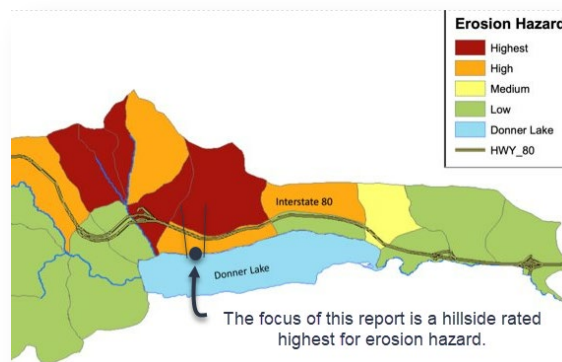 Erosion Hazard
Highest
High
Medium
Low
Donner Lake
HWY_80
Interstate 80
Donner Lake
The focus of this report is a hillside rated
highest for erosion hazard.